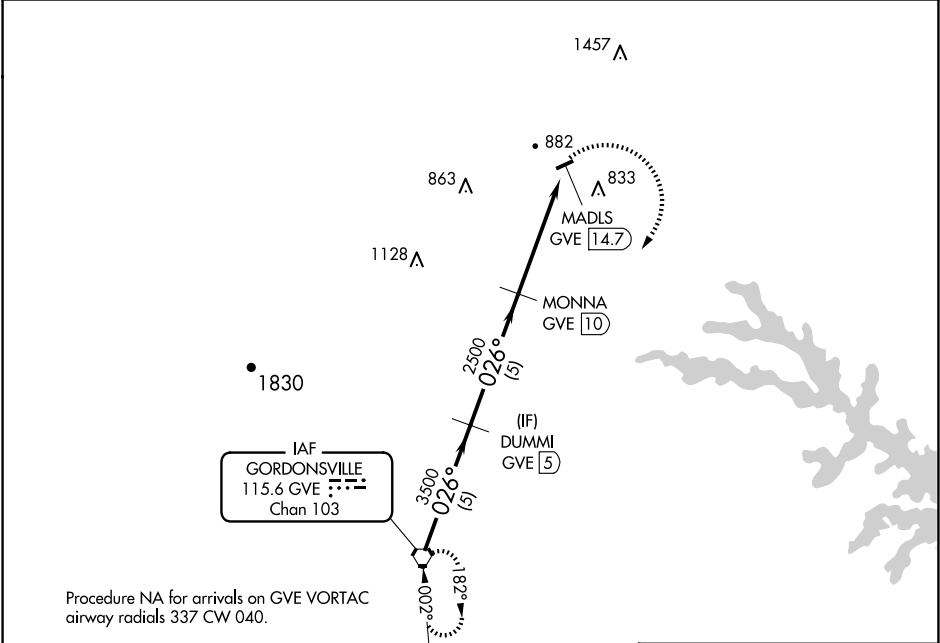 1457
882
863
833
MADLS
GVE 14.7
1128
MONNA
GVE 10
2500
026°
(5)
1830
(IF)
DUMMI
GVE 5
IAF
GORDONSVILLE
115.6 GVE
Chan 103
3500
026°
(5)
182°
002°
Procedure NA for arrivals on GVE VORTAC
airway radials 337 CW 040.